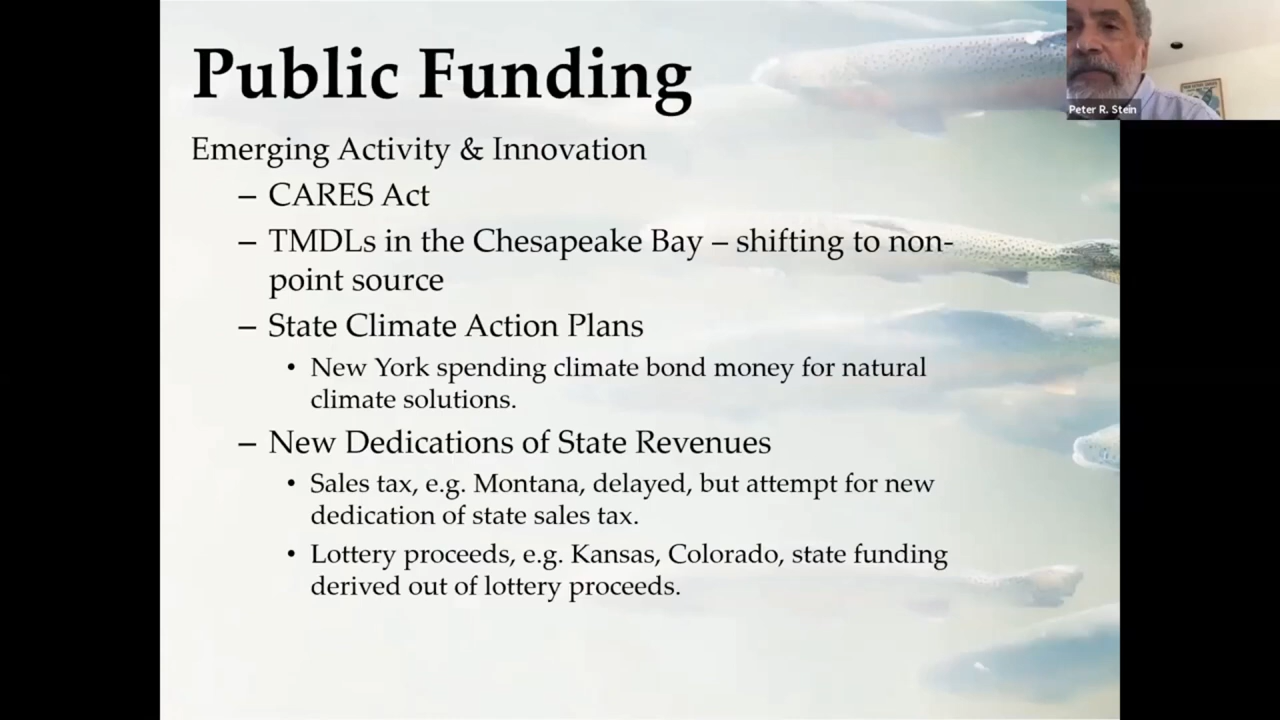 Public Funding
Peter R. Stein
Emerging Activity & Innovation
– CARES Act
– TMDLs in the Chesapeake Bay – shifting to non-
point source
– State Climate Action Plans
• New York spending climate bond money for natural
climate solutions.
– New Dedications of State Revenues
• Sales tax, e.g. Montana, delayed, but attempt for new
dedication of state sales tax.
• Lottery proceeds, e.g. Kansas, Colorado, state funding
derived out of lottery proceeds.